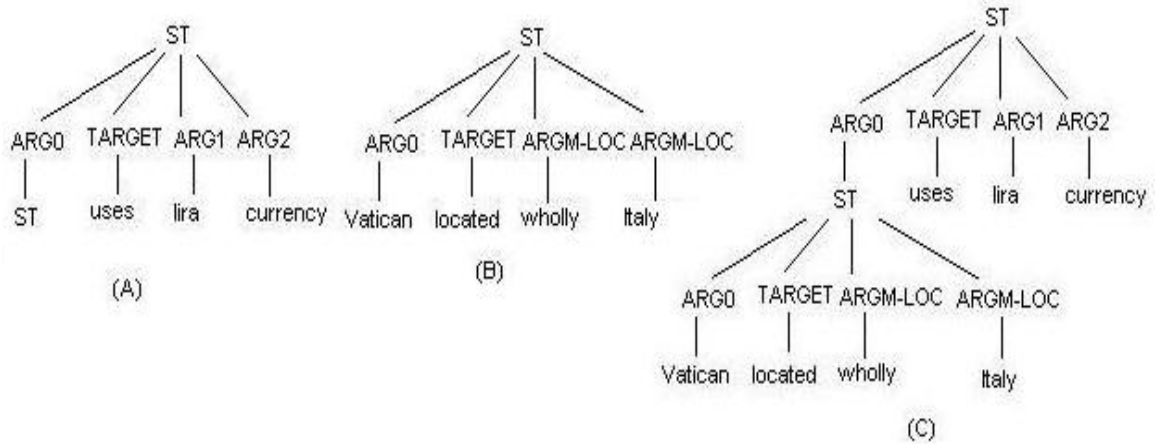 ST
ARG0 TARGET ARG1 ARG2
ST uses lira currency
(A)
ST
ARG0 TARGET ARGM-LOC ARGM-LOC
Vatican located wholly Italy
(B)
ST
ARG0 TARGET ARG1 ARG2
ST uses lira currency
ARG0 TARGET ARGM-LOC ARGM-LOC
Vatican located wholly Italy
(C)